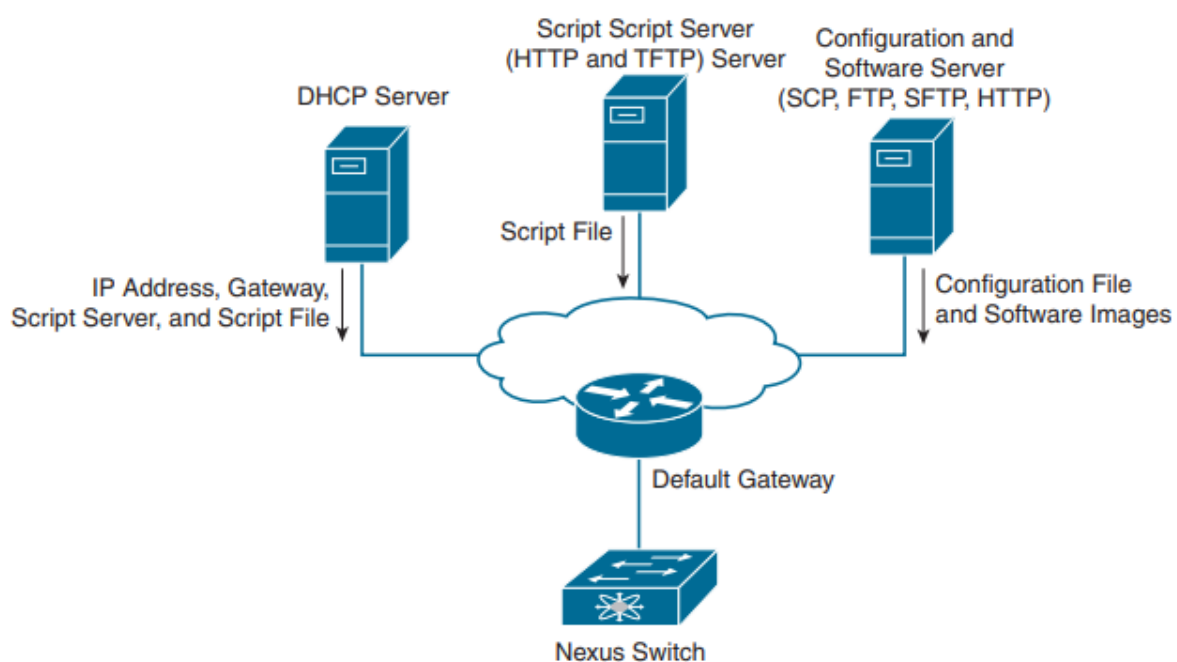 Script Script Server
(HTTP and TFTP) Server
Configuration and
Software Server
(SCP, FTP, SFTP, HTTP)
DHCP Server
Script File
IP Address, Gateway,
Script Server, and Script File
Configuration File
and Software Images
Default Gateway
Nexus Switch